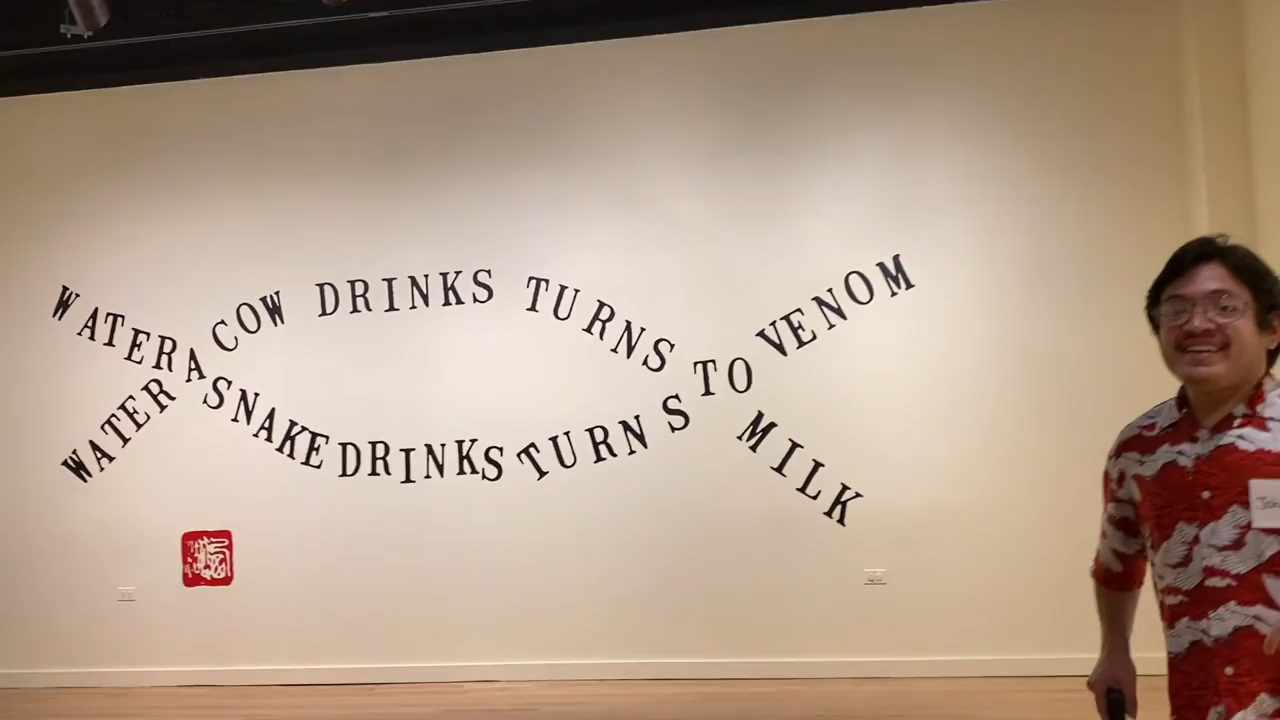 WATER A COW DRINKS TURNS TO MILK
WATER A SNAKE DRINKS TURNS TO VENOM